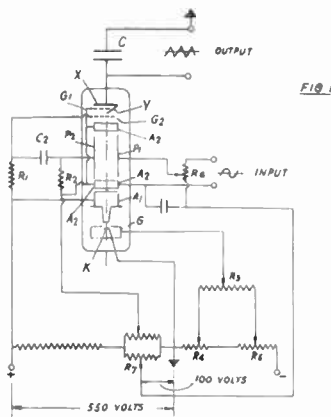 C
OUTPUT
X
G1
V
G2
FIG
A2
C2
P2
P1
R1
R2
R8
INPUT
A2
A2
A1
G
K
R3
R7
R4
R5
+
-
100 VOLTS
550 VOLTS